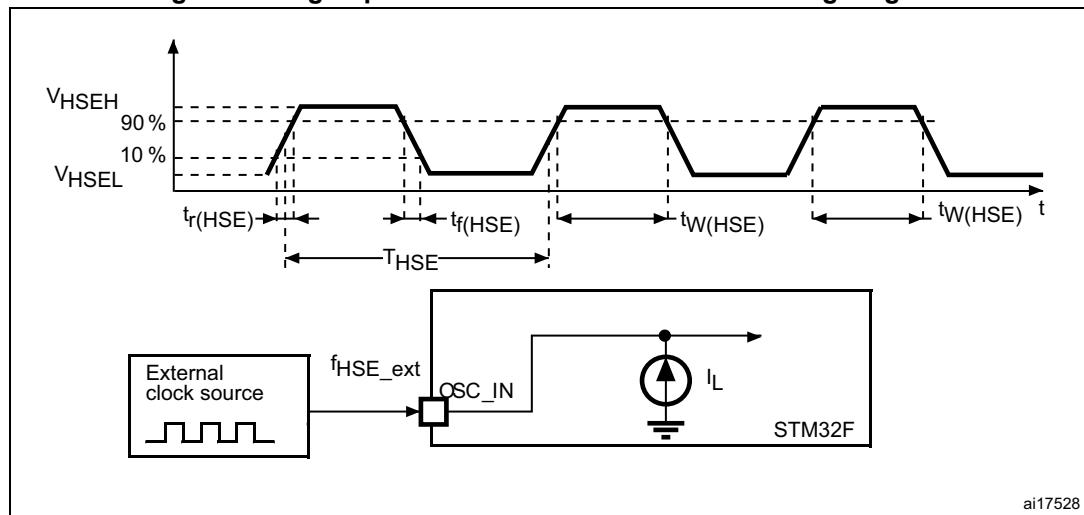 VHSEH
90 %
10 %
VHSEL
tr(HSE)
tf(HSE)
tW(HSE)
tW(HSE)
t
THSE
External
clock source
fHSE_ext
OSC_IN
IL
STM32F
ai17528